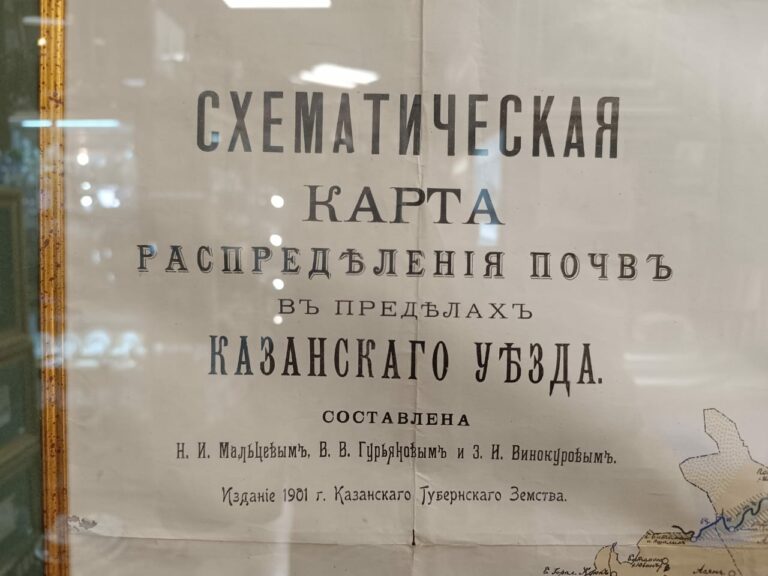 СХЕМАТИЧЕСКАЯ
КАРТА
РАСПРЕДѢЛЕНІЯ ПОЧВЪ
ВЪ ПРЕДѢЛАХЪ
КАЗАНСКАГО УѢЗДА.
СОСТАВЛЕНА
Н. И. Мальцевымъ, В. В. Гурьяновымъ и З. И. Винокуровымъ.
Изданіе 1901 г. Казанскаго Губернскаго Земства.